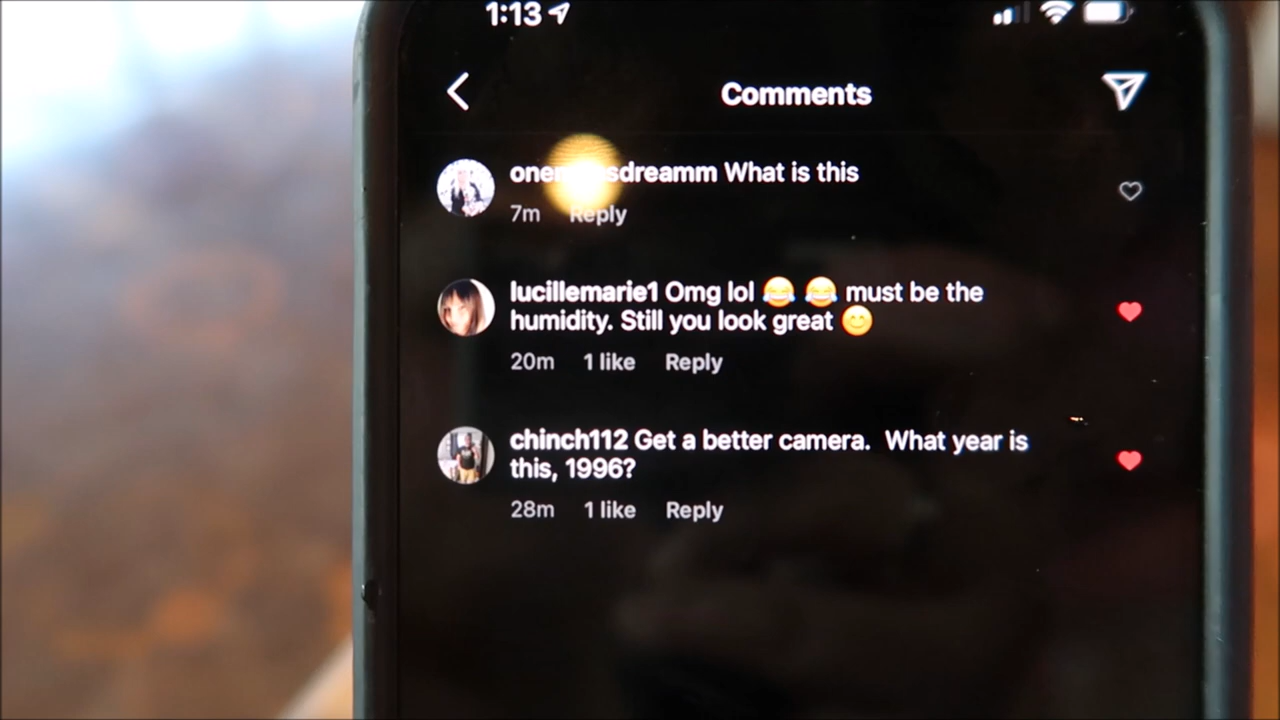 1:13
Comments
What is this
7m Reply
lucillemarie1 Omg lol 😂 😂 must be the
humidity. Still you look great 😊
20m 1 like Reply
chinch112 Get a better camera. What year is
this, 1996?
28m 1 like Reply